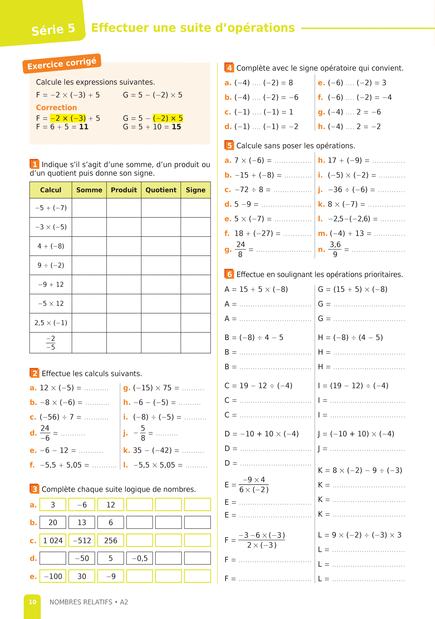 Série 5
Effectuer une suite d'opérations
Exercice corrigé
Calcule les expressions suivantes.
F = −2 × (−3) + 5 G = 5 − (−2) × 5
Correction
F = −2 × (−3) + 5 G = 5 − (−2) × 5
F = 6 + 5 = 11 G = 5 + 10 = 15
1 Indique s'il s'agit d'une somme, d'un produit ou
d'un quotient puis donne son signe.
Calcul Somme Produit Quotient Signe
−5 + (−7)
−3 × (−5)
4 + (−8)
9 ÷ (−2)
−9 + 12
−5 × 12
2,5 × (−1)
−2
−5
2 Effectue les calculs suivants.
a. 12 × (−5) = ........... g. (−15) × 75 = ..........
b. −8 × (−6) = .......... h. −6 − (−5) = ..........
c. (−56) ÷ 7 = .......... i. (−8) ÷ (−5) = ..........
d. 24/−6 = .......... j. −5/8 = ..........
e. −6 − 12 = ........... k. 35 − (−42) = ..........
f. −5,5 + 5,05 = .......... l. −5,5 × 5,05 = ..........
3 Complète chaque suite logique de nombres.
a. 3 −6 12
b. 20 13 6
c. 1 024 −512 256
d. −50 5 −0,5
e. −100 30 −9
4 Complète avec le signe opératoire qui convient.
a. (−4) .... (−2) = 8 e. (−6) .... (−2) = 3
b. (−4) .... (−2) = −6 f. (−6) .... (−2) = −4
c. (−1) .... (−1) = 1 g. (−4) .... 2 = −6
d. (−1) .... (−1) = −2 h. (−4) .... 2 = −2
5 Calcule sans poser les opérations.
a. 7 × (−6) = ............ h. 17 + (−9) = ............
b. −15 + (−8) = ............ i. (−5) × (−2) = ............
c. −72 ÷ 8 = ............ j. −36 ÷ (−6) = ............
d. 5 −9 = ............ k. 8 × (−7) = ............
e. 5 × (−7) = ............ l. −2,5−(−2,6) = ............
f. 18 + (−27) = ............ m. (−4) + 13 = ............
g. 24/8 = ............ n. 3,6/9 = ............
6 Effectue en soulignant les opérations prioritaires.
A = 15 + 5 × (−8) G = (15 + 5) × (−8)
A = .............................. G = ..............................
A = .............................. G = ..............................
B = (−8) ÷ 4 − 5 H = (−8) ÷ (4 − 5)
B = .............................. H = ..............................
B = .............................. H = ..............................
C = 19 − 12 ÷ (−4) I = (19 − 12) ÷ (−4)
C = .............................. I = ..............................
C = .............................. I = ..............................
D = −10 + 10 × (−4) J = (−10 + 10) × (−4)
D = .............................. J = ..............................
D = ..............................
K = 8 × (−2) − 9 ÷ (−3)
E = −9 × 4 / 6 × (−2) K = ..............................
E = .............................. K = ..............................
E = .............................. K = ..............................
F = −3 − 6 × (−3) / 2 × (−3) L = 9 × (−2) ÷ (−3) × 3
L = ..............................
F = .............................. L = ..............................
F = .............................. L = ..............................
10 NOMBRES RELATIFS • A2